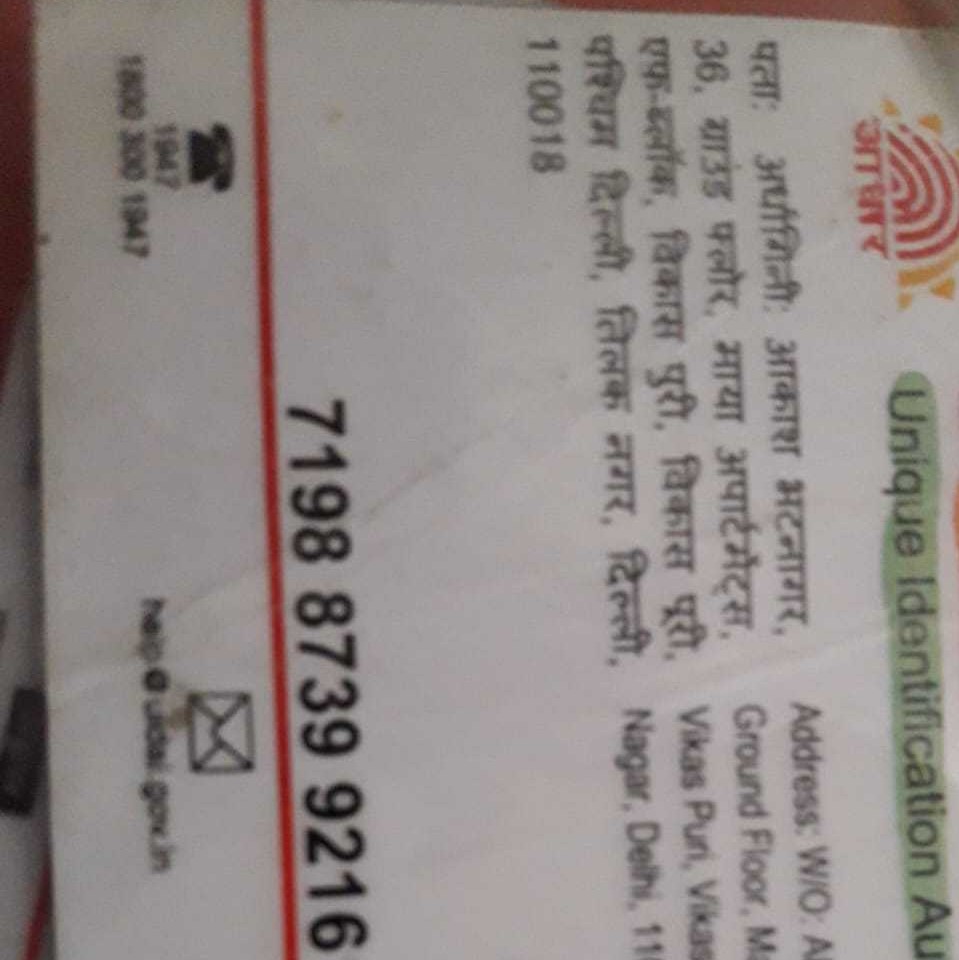 Unique Identification Au
आधार
पता: अर्धांगिनी: आकाश भटनागर,
36, ग्राउंड फ्लोर, माया अपार्टमेंट्स,
एफ-ब्लॉक, विकास पुरी, विकास पूरी,
पश्चिम दिल्ली, तिलक नगर, दिल्ली,
110018
Address: W/O:
Ground Floor,
Vikas Puri, Vikas
Nagar, Delhi, 11
7198 8739 9216
1947
1800 300 1947
help@uidai.gov.in